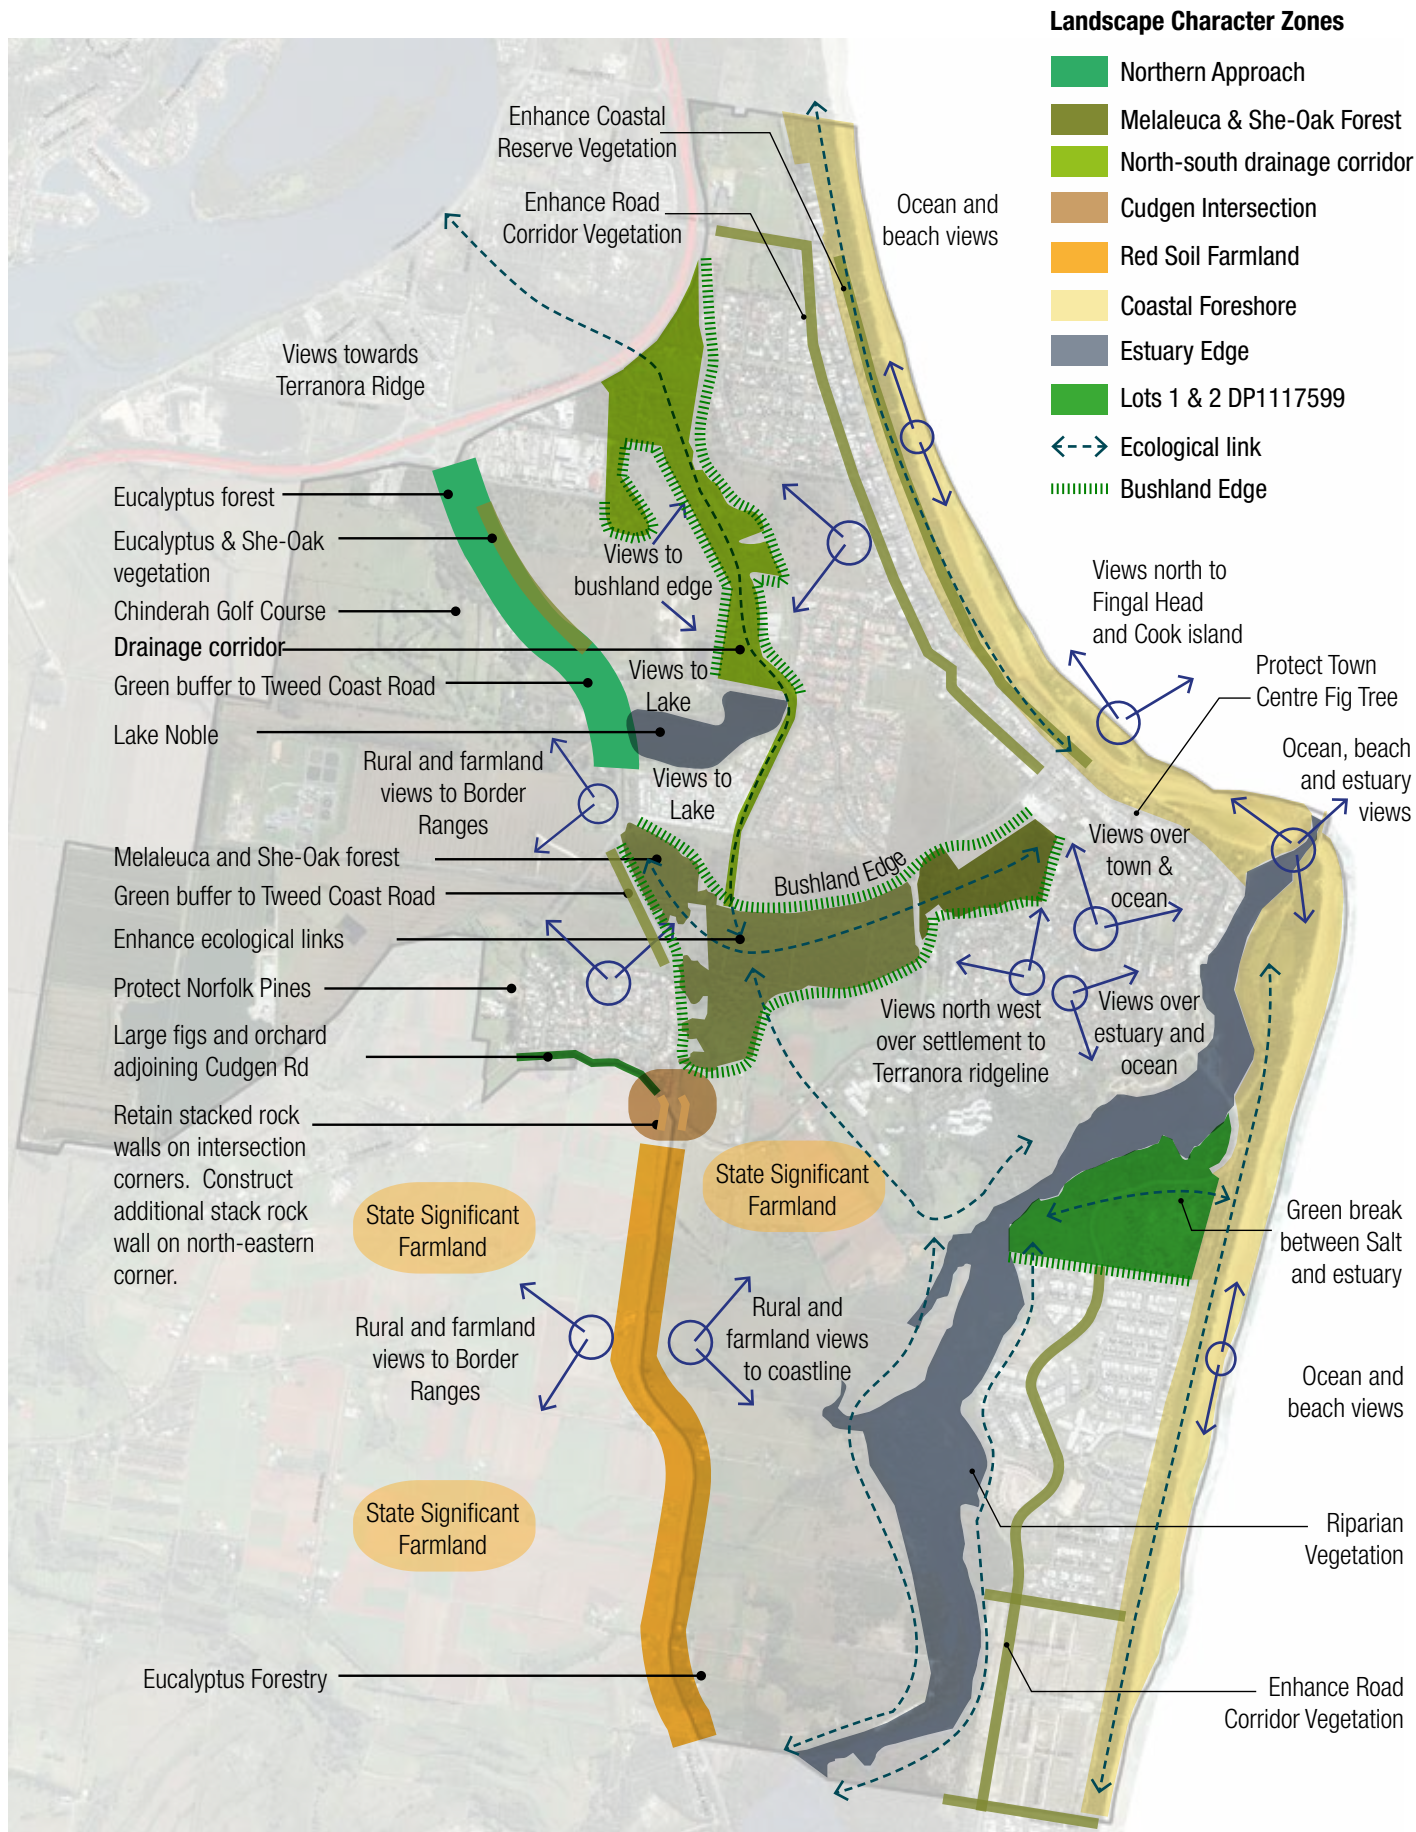 Landscape Character Zones
Northern Approach
Melaleuca & She-Oak Forest
North-south drainage corridor
Cudgen Intersection
Red Soil Farmland
Coastal Foreshore
Estuary Edge
Lots 1 & 2 DP1117599
Ecological link
Bushland Edge
Enhance Coastal
Reserve Vegetation
Enhance Road
Corridor Vegetation
Ocean and
beach views
Views towards
Terranora Ridge
Eucalyptus forest
Eucalyptus & She-Oak
vegetation
Chinderah Golf Course
Drainage corridor
Green buffer to Tweed Coast Road
Lake Noble
Views to
bushland edge
Views to
Lake
Views to
Lake
Rural and farmland
views to Border
Ranges
Views north to
Fingal Head
and Cook island
Protect Town
Centre Fig Tree
Ocean, beach
and estuary
views
Views over
town &
ocean
Bushland Edge
Melaleuca and She-Oak forest
Green buffer to Tweed Coast Road
Enhance ecological links
Protect Norfolk Pines
Large figs and orchard
adjoining Cudgen Rd
Retain stacked rock
walls on intersection
corners.  Construct
additional stack rock
wall on north-eastern
corner.
Views north west
over settlement to
Terranora ridgeline
Views over
estuary and
ocean
State Significant
Farmland
State Significant
Farmland
Green break
between Salt
and estuary
Rural and farmland
views to Border
Ranges
Rural and
farmland views
to coastline
Ocean and
beach views
State Significant
Farmland
Riparian
Vegetation
Eucalyptus Forestry
Enhance Road
Corridor Vegetation